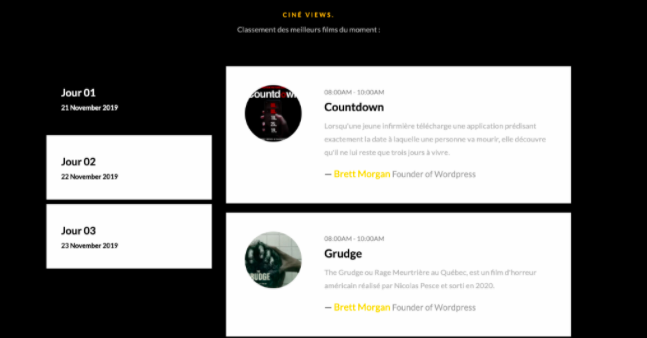 CINÉ VIEWS.
Classement des meilleurs films du moment :
Jour 01
21 November 2019
Jour 02
22 November 2019
Jour 03
23 November 2019
Countdown
08:00AM - 10:00AM
Countdown
Lorsqu'une jeune infirmière télécharge une application prédisant
exactement la date à laquelle une personne va mourir, elle découvre
qu'il ne lui reste que trois jours à vivre.
— Brett Morgan Founder of Wordpress
08:00AM - 10:00AM
Grudge
The Grudge ou Rage Meurtrière au Québec, est un film d'horreur
américain réalisé par Nicolas Pesce et sorti en 2020.
— Brett Morgan Founder of Wordpress